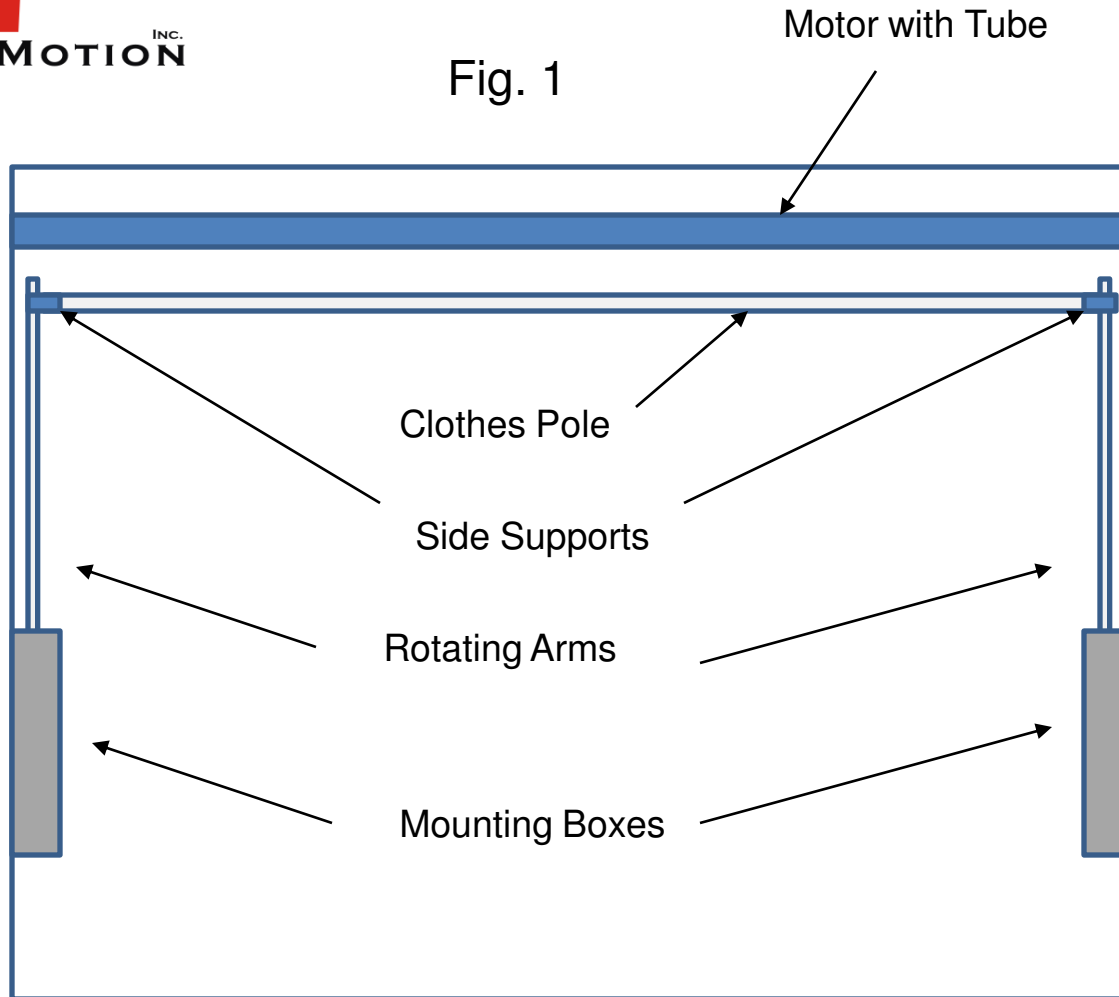 INC.
MOTION
Motor with Tube
Fig. 1
Clothes Pole
Side Supports
Rotating Arms
Mounting Boxes